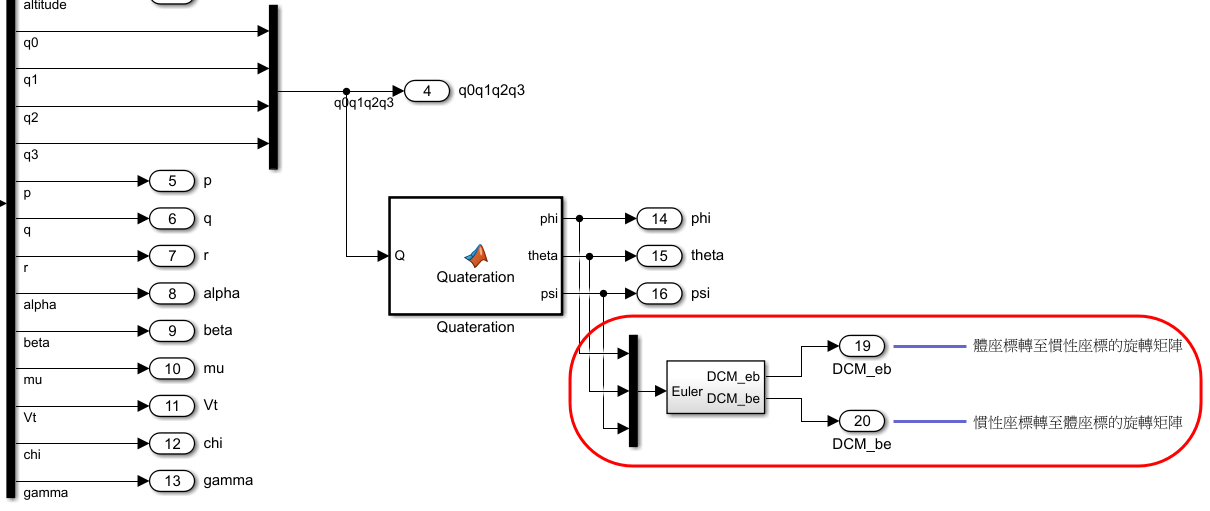 altitude
q0
q1
q2
q3
q0q1q2q3
4
q0q1q2q3
p
5
p
q
6
q
r
7
r
alpha
8
alpha
beta
9
beta
mu
10
mu
Vt
11
Vt
chi
12
chi
gamma
13
gamma
Q
phi
theta
psi
Quateration
Quateration
14
phi
15
theta
16
psi
Euler
DCM_eb
DCM_be
19
DCM_eb
體座標轉至慣性座標的旋轉矩陣
20
DCM_be
慣性座標轉至體座標的旋轉矩陣